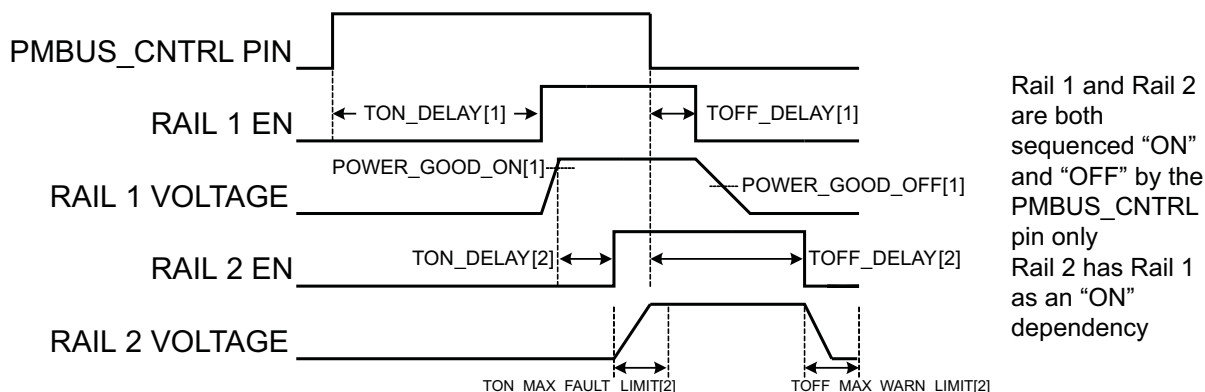 PMBUS_CNTRL PIN
RAIL 1 EN
TON_DELAY[1]
TOFF_DELAY[1]
POWER_GOOD_ON[1]
RAIL 1 VOLTAGE
POWER_GOOD_OFF[1]
RAIL 2 EN
TON_DELAY[2]
TOFF_DELAY[2]
RAIL 2 VOLTAGE
TON_MAX_FAULT_LIMIT[2]
TOFF_MAX_WARN_LIMIT[2]
Rail 1 and Rail 2
are both
sequenced “ON”
and “OFF” by the
PMBUS_CNTRL
pin only
Rail 2 has Rail 1
as an “ON”
dependency